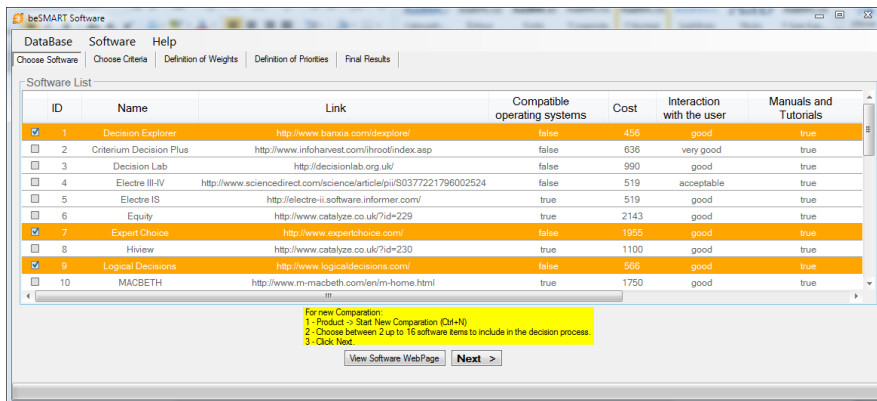 beSMART Software
DataBase Software Help
Choose Software Choose Criteria Definition of Weights Definition of Priorities Final Results
Software List
ID Name Link Compatible operating systems Cost Interaction with the user Manuals and Tutorials
1 Decision Explorer http://www.banxia.com/dexplore/ false 456 good true
2 Criterium Decision Plus http://www.infoharvest.com/ihroot/index.asp false 636 very good true
3 Decision Lab http://decisionlab.org.uk/ false 990 good true
4 Electre III-IV http://www.sciencedirect.com/science/article/pii/S0377221796002524 false 519 acceptable true
5 Electre IS http://electre-ii.software.informer.com/ true 519 good true
6 Equity http://www.catalyze.co.uk/?id=229 true 2143 good true
7 Expert Choice http://www.expertchoice.com/ false 1955 good true
8 Hiview http://www.catalyze.co.uk/?id=230 true 1100 good true
9 Logical Decisions http://www.logicaldecisions.com/ false 566 good true
10 MACBETH http://www.m-macbeth.com/en/m-home.html true 1750 good true
For new Comparation:
1 - Product -> Start New Comparation (Ctrl+N)
2 - Choose between 2 up to 16 software items to include in the decision process.
3 - Click Next.
View Software WebPage Next >